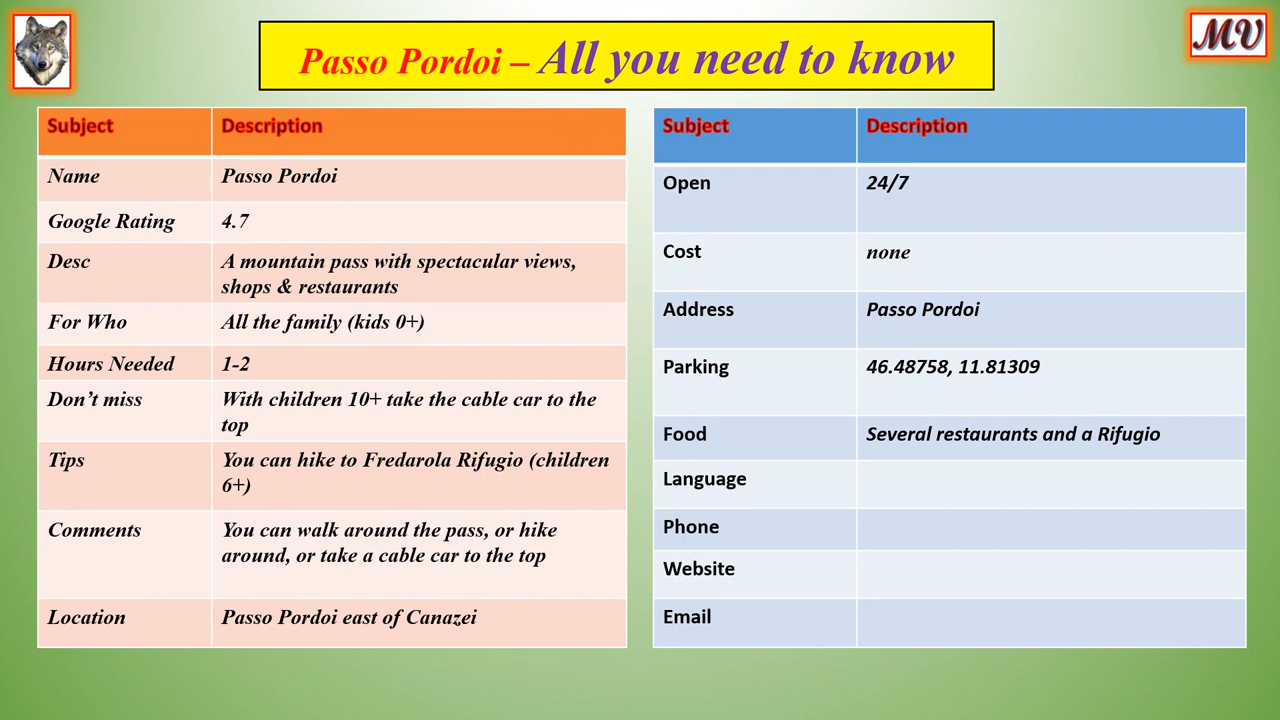 MV
Passo Pordoi – All you need to know
Subject Description
Name Passo Pordoi
Google Rating 4.7
Desc A mountain pass with spectacular views,
shops & restaurants
For Who All the family (kids 0+)
Hours Needed 1-2
Don’t miss With children 10+ take the cable car to the
top
Tips You can hike to Fredarola Rifugio (children
6+)
Comments You can walk around the pass, or hike
around, or take a cable car to the top
Location Passo Pordoi east of Canazei
Subject Description
Open 24/7
Cost none
Address Passo Pordoi
Parking 46.48758, 11.81309
Food Several restaurants and a Rifugio
Language
Phone
Website
Email